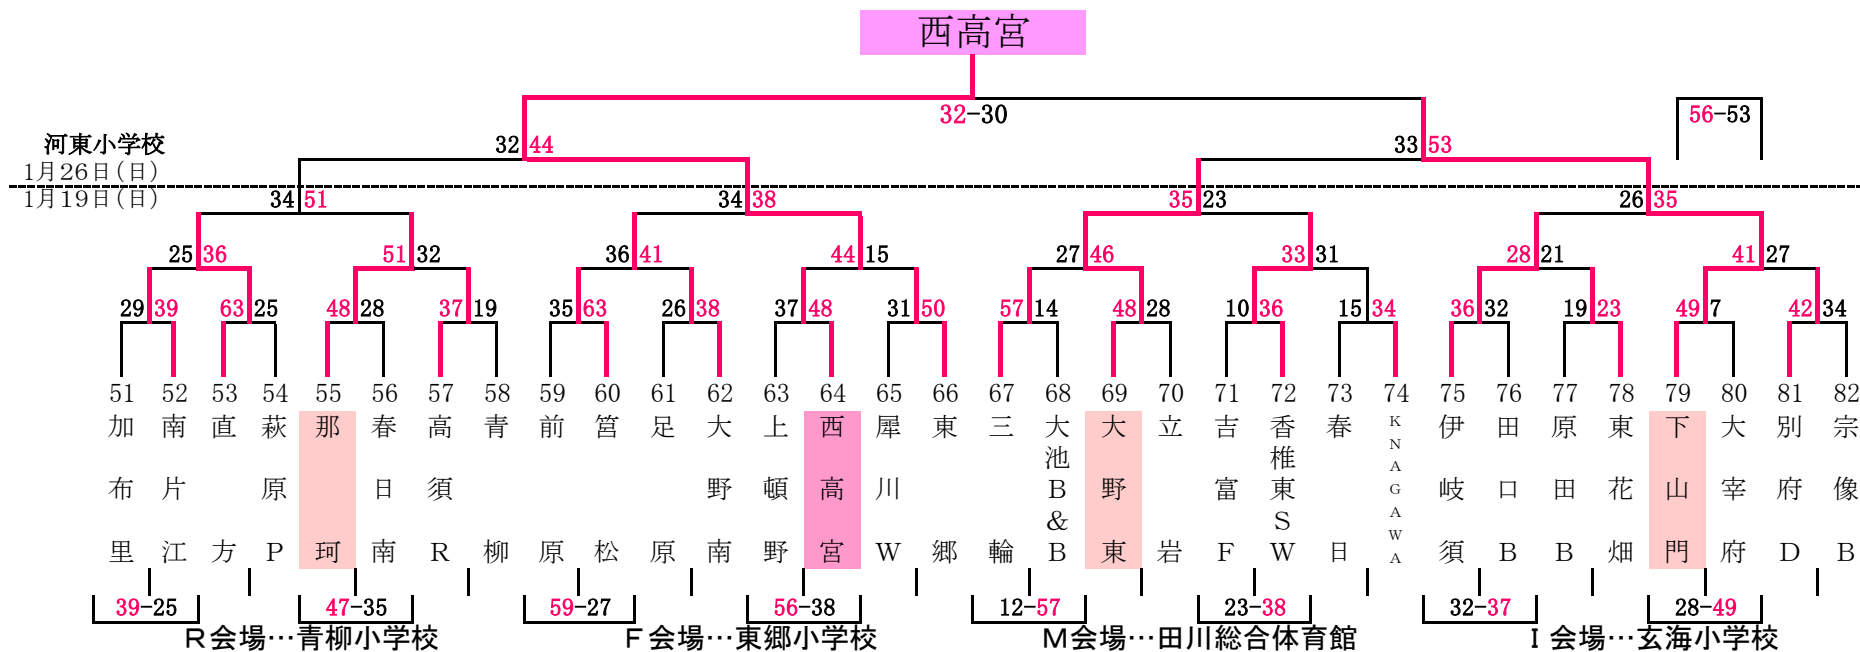 西高宮
32-30
56-53
河東小学校
32 44
33 53
1月26日(日)
1月19日(日)
34 51
34 38
35 23
26 35
25 36
51 32
36 41
44 15
27 46
33 31
28 21
41 27
29 39
63 25
48 28
37 19
35 63
26 38
37 48
31 50
57 14
48 28
10 36
15 34
36 32
19 23
49 7
42 34
51 52 53 54 55 56 57 58 59 60 61 62 63 64 65 66 67 68 69 70 71 72 73 74 75 76 77 78 79 80 81 82
加布里
南片江
直方
萩原P
那珂
春日南
高須R
青柳
前原
筥松
足原
大野南
上頓野
西高宮
犀川W
東郷
三輪
大池B&B
大野東
立岩
吉富F
香椎東SW
春日
KNAGAWA
伊岐須
田口B
原田B
東花畑
下山門
大宰府
別府D
宗像B
39-25
47-35
59-27
56-38
12-57
23-38
32-37
28-49
R会場…青柳小学校
F会場…東郷小学校
M会場…田川総合体育館
I会場…玄海小学校